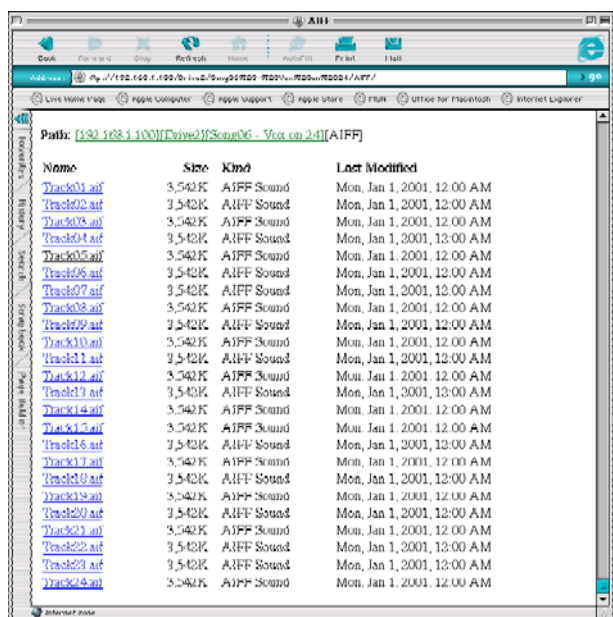 AIFF
Back Forward Stop Refresh Home AutoFill Print Mail
Address: go
Live Home Page Apple Computer Apple Support Apple Store MSN Office for Macintosh Internet Explorer
Favorites
History
Search
Scrapbook
Page Holder
Path: [192.168.1.100][Drive2][Song06 - Vox on 24][AIFF]
Name Size Kind Last Modified
Track01.aif 3,542K AIFF Sound Mon, Jan 1, 2001, 12:00 AM
Track02.aif 3,542K AIFF Sound Mon, Jan 1, 2001, 12:00 AM
Track03.aif 3,542K AIFF Sound Mon, Jan 1, 2001, 12:00 AM
Track04.aif 3,542K AIFF Sound Mon, Jan 1, 2001, 12:00 AM
Track05.aif 3,542K AIFF Sound Mon, Jan 1, 2001, 12:00 AM
Track06.aif 3,542K AIFF Sound Mon, Jan 1, 2001, 12:00 AM
Track07.aif 3,542K AIFF Sound Mon, Jan 1, 2001, 12:00 AM
Track08.aif 3,542K AIFF Sound Mon, Jan 1, 2001, 12:00 AM
Track09.aif 3,542K AIFF Sound Mon, Jan 1, 2001, 12:00 AM
Track10.aif 3,542K AIFF Sound Mon, Jan 1, 2001, 12:00 AM
Track11.aif 3,542K AIFF Sound Mon, Jan 1, 2001, 12:00 AM
Track12.aif 3,542K AIFF Sound Mon, Jan 1, 2001, 12:00 AM
Track13.aif 3,542K AIFF Sound Mon, Jan 1, 2001, 12:00 AM
Track14.aif 3,542K AIFF Sound Mon, Jan 1, 2001, 12:00 AM
Track15.aif 3,542K AIFF Sound Mon, Jan 1, 2001, 12:00 AM
Track16.aif 3,542K AIFF Sound Mon, Jan 1, 2001, 12:00 AM
Track17.aif 3,542K AIFF Sound Mon, Jan 1, 2001, 12:00 AM
Track18.aif 3,542K AIFF Sound Mon, Jan 1, 2001, 12:00 AM
Track19.aif 3,542K AIFF Sound Mon, Jan 1, 2001, 12:00 AM
Track20.aif 3,542K AIFF Sound Mon, Jan 1, 2001, 12:00 AM
Track21.aif 3,542K AIFF Sound Mon, Jan 1, 2001, 12:00 AM
Track22.aif 3,542K AIFF Sound Mon, Jan 1, 2001, 12:00 AM
Track23.aif 3,542K AIFF Sound Mon, Jan 1, 2001, 12:00 AM
Track24.aif 3,542K AIFF Sound Mon, Jan 1, 2001, 12:00 AM
Internet zone